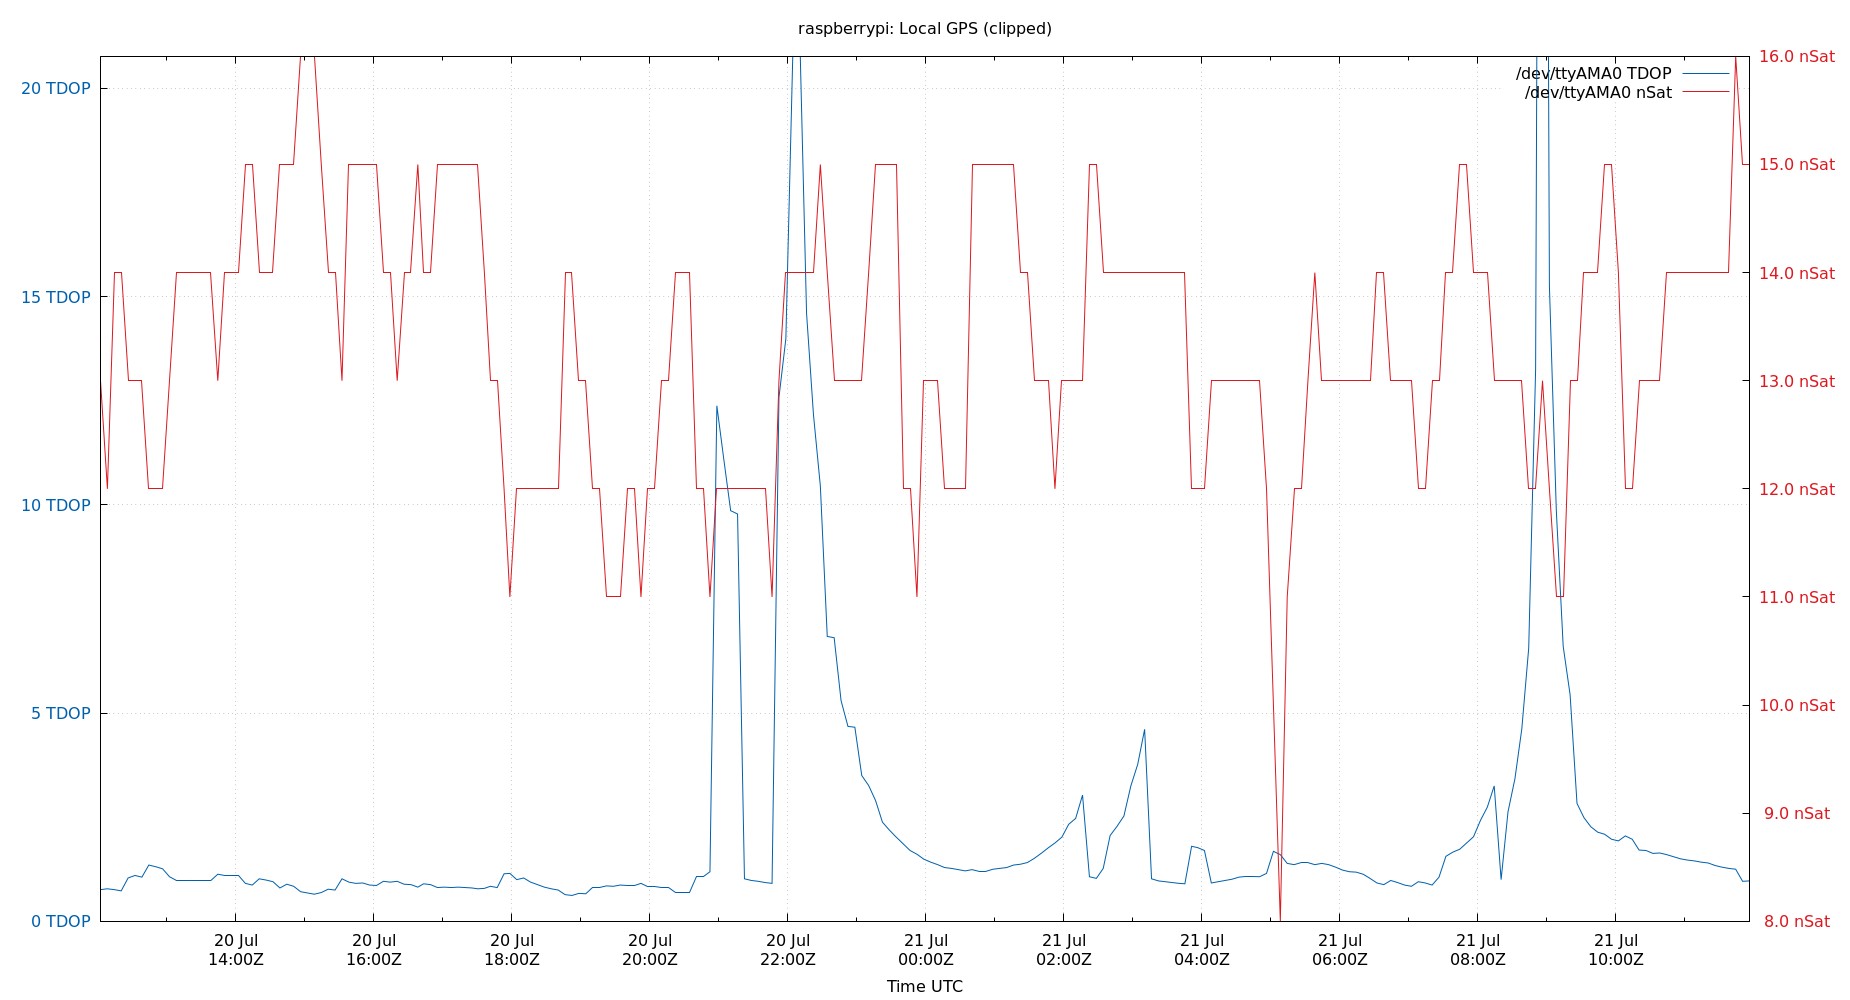 raspberrypi: Local GPS (clipped)
16.0 nSat
/dev/ttyAMA0 TDOP
20 TDOP
/dev/ttyAMA0 nSat
15.0 nSat
14.0 nSat
15 TDOP
13.0 nSat
12.0 nSat
10 TDOP
11.0 nSat
10.0 nSat
5 TDOP
9.0 nSat
0 TDOP
8.0 nSat
20 Jul 20 Jul 20 Jul 20 Jul 20 Jul 21 Jul 21 Jul 21 Jul 21 Jul 21 Jul 21 Jul
14:00Z 16:00Z 18:00Z 20:00Z 22:00Z 00:00Z 02:00Z 04:00Z 06:00Z 08:00Z 10:00Z
Time UTC